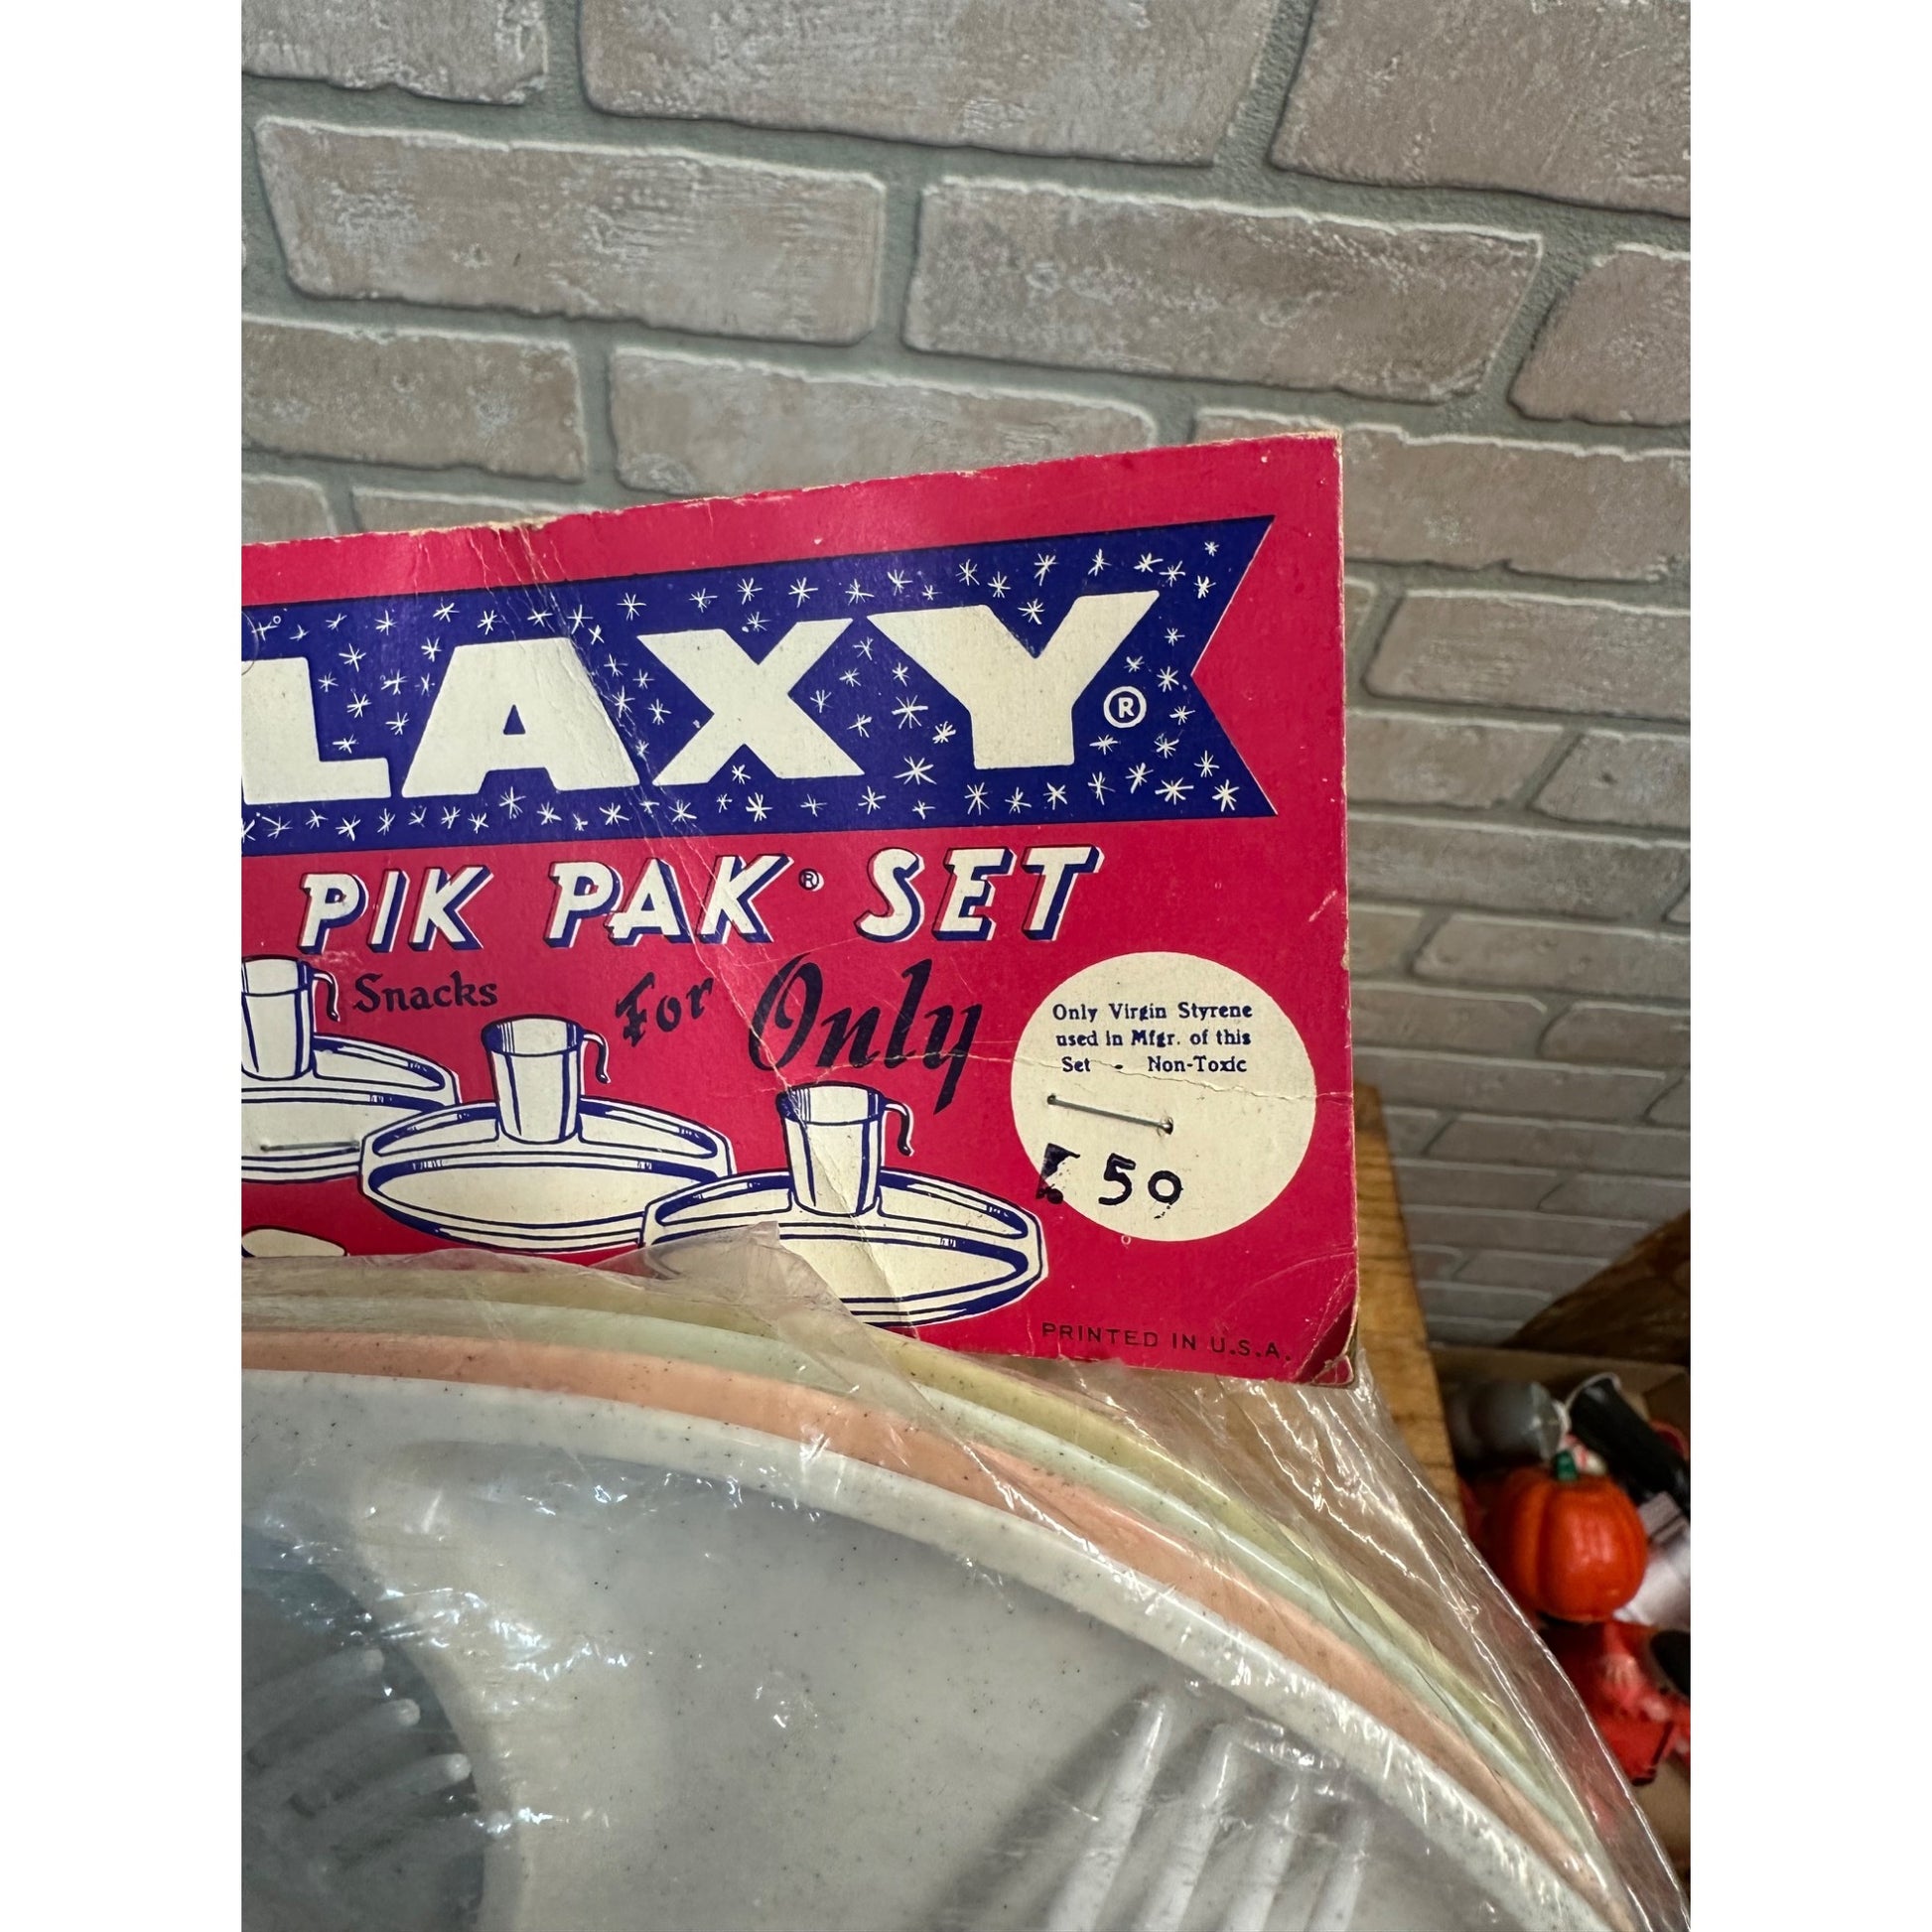 LAXY®
PIK PAK® SET
Snacks
For Only
Only Virgin Styrene
used in Mfgr. of this
Set - Non-Toxic
59
PRINTED IN U.S.A.